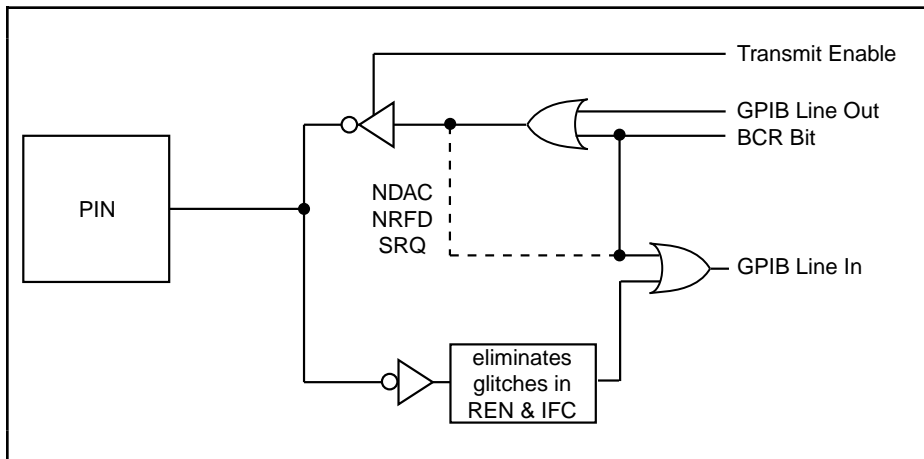 Transmit Enable
GPIB Line Out
BCR Bit
PIN
NDAC
NRFD
SRQ
GPIB Line In
eliminates
glitches in
REN & IFC